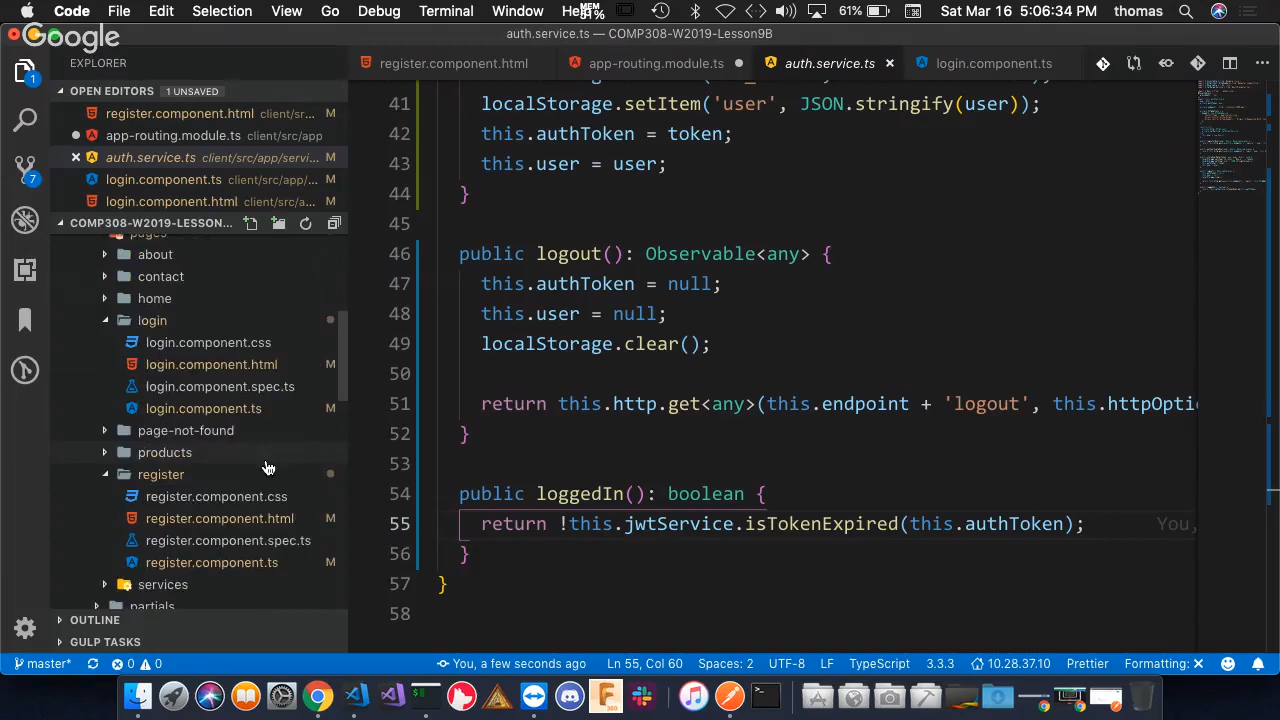 Code File Edit Selection View Go Debug Terminal Window MEM 51% 61% Sat Mar 16 5:06:34 PM thomas
Google
auth.service.ts — COMP308-W2019-Lesson9B
EXPLORER
register.component.html app-routing.module.ts auth.service.ts × login.component.ts
1
7
OPEN EDITORS 1 UNSAVED
register.component.html client/sr...
app-routing.module.ts client/src/app
auth.service.ts client/src/app/servi... M
login.component.ts client/src/app/... M
login.component.html client/src/a... M
COMP308-W2019-LESSON...
pages
about
contact
home
login
login.component.css
login.component.html M
login.component.spec.ts
login.component.ts M
page-not-found
products
register
register.component.css
register.component.html M
register.component.spec.ts
register.component.ts M
services
partials
OUTLINE
GULP TASKS
41 localStorage.setItem('user', JSON.stringify(user));
42 this.authToken = token;
43 this.user = user;
44 }
45
46 public logout(): Observable<any> {
47 this.authToken = null;
48 this.user = null;
49 localStorage.clear();
50
51 return this.http.get<any>(this.endpoint + 'logout', this.httpOptio
52 }
53
54 public loggedIn(): boolean {
55 return !this.jwtService.isTokenExpired(this.authToken); You,
56 }
57 }
58
master* 0 0 You, a few seconds ago Ln 55, Col 60 Spaces: 2 UTF-8 LF TypeScript 3.3.3 10.28.37.10 Prettier Formatting: ×